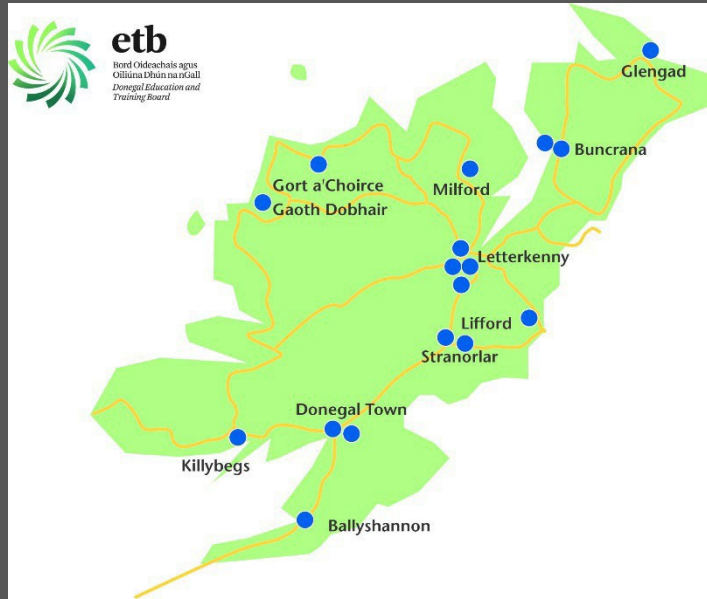 etb
Bord Oideachais agus
Oiliúna Dhún na nGall
Donegal Education and
Training Board
Glengad
Buncrana
Gort a'Choirce
Milford
Gaoth Dobhair
Letterkenny
Lifford
Stranorlar
Donegal Town
Killybegs
Ballyshannon